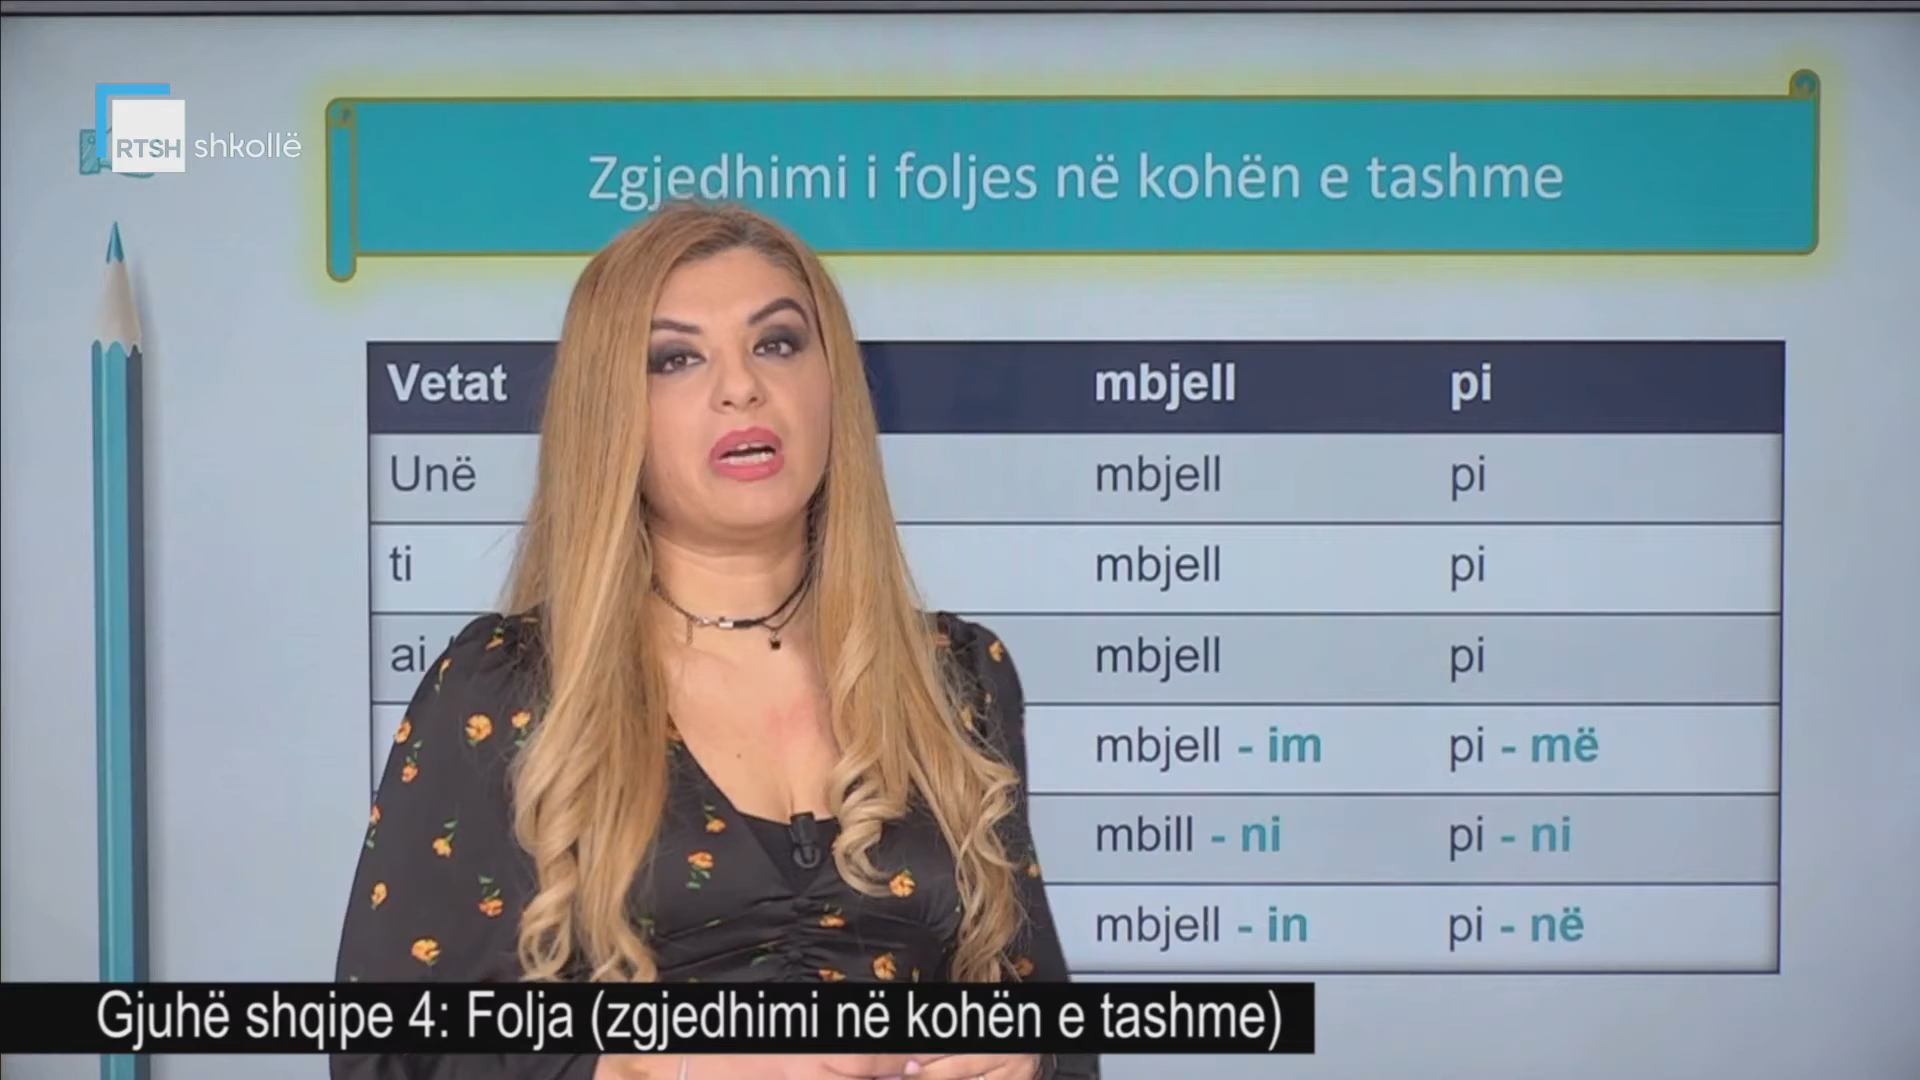 RTSH shkollë
Zgjedhimi i foljes në kohën e tashme
Vetat mbjell pi
Unë mbjell pi
ti mbjell pi
ai mbjell pi
mbjell - im pi - më
mbill - ni pi - ni
mbjell - in pi - në
Gjuhë shqipe 4: Folja (zgjedhimi në kohën e tashme)